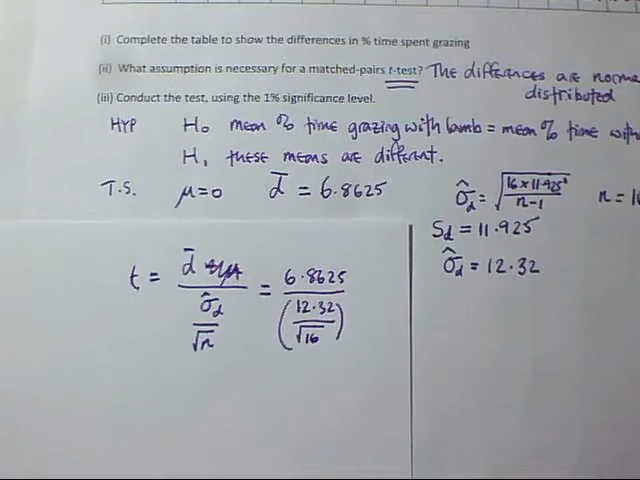 (i) Complete the table to show the differences in % time spent grazing
(ii) What assumption is necessary for a matched-pairs t-test? The differences are norma
distributed
(iii) Conduct the test, using the 1% significance level.
HYP H₀ mean % time grazing with lamb = mean % time with
H₁ these means are different.
T.S. μ=0 d̄ = 6.8625 σ̂d = √(16×11.925²/(n-1)) n = 16
Sd = 11.925
σ̂d = 12.32
t = d̄ / (σ̂d/√n) = 6.8625 / (12.32/√16)